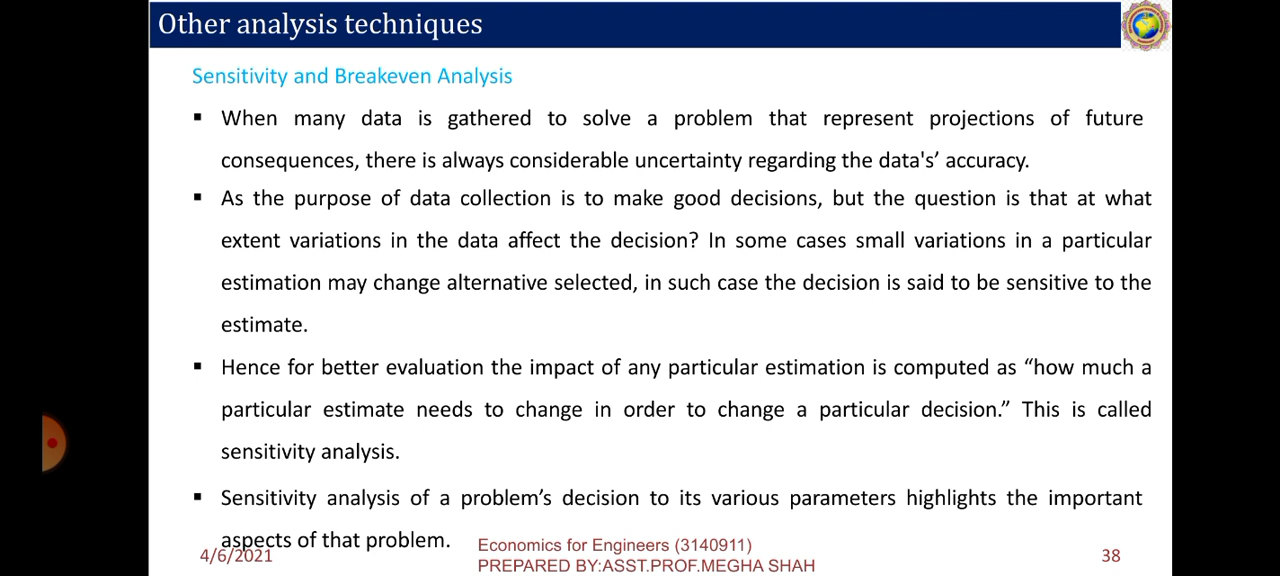 Other analysis techniques
Sensitivity and Breakeven Analysis
▪ When many data is gathered to solve a problem that represent projections of future
consequences, there is always considerable uncertainty regarding the data's’ accuracy.
▪ As the purpose of data collection is to make good decisions, but the question is that at what
extent variations in the data affect the decision? In some cases small variations in a particular
estimation may change alternative selected, in such case the decision is said to be sensitive to the
estimate.
▪ Hence for better evaluation the impact of any particular estimation is computed as “how much a
particular estimate needs to change in order to change a particular decision.” This is called
sensitivity analysis.
▪ Sensitivity analysis of a problem’s decision to its various parameters highlights the important
aspects of that problem.
4/6/2021
Economics for Engineers (3140911)
PREPARED BY:ASST.PROF.MEGHA SHAH
38